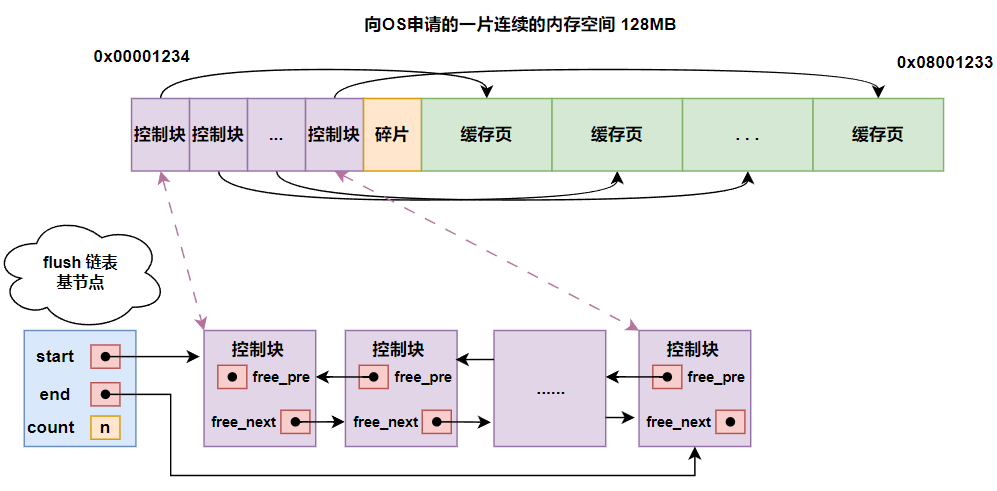 向OS申请的一片连续的内存空间 128MB
0x00001234
0x08001233
控制块
控制块
...
控制块
碎片
缓存页
缓存页
. . .
缓存页
flush 链表
基节点
start
end
count
n
控制块
free_pre
free_next
控制块
free_pre
free_next
......
控制块
free_pre
free_next